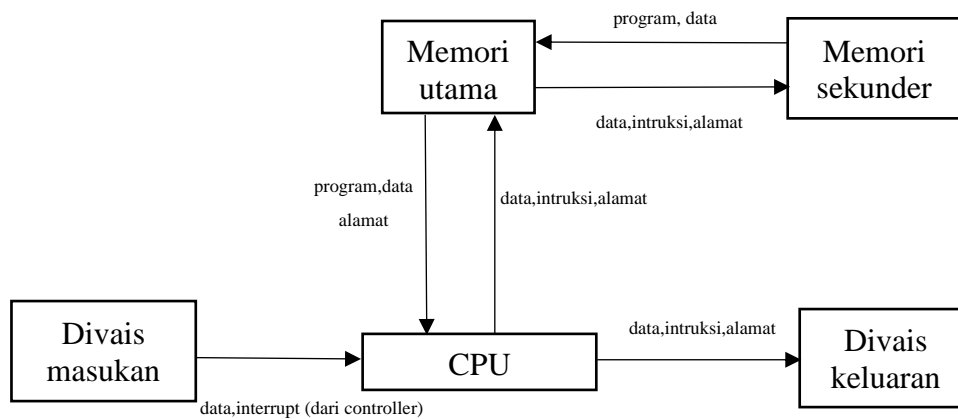 program, data
Memori
utama
Memori
sekunder
data,intruksi,alamat
program,data
alamat
data,intruksi,alamat
Divais
masukan
data,interrupt (dari controller)
CPU
data,intruksi,alamat
Divais
keluaran